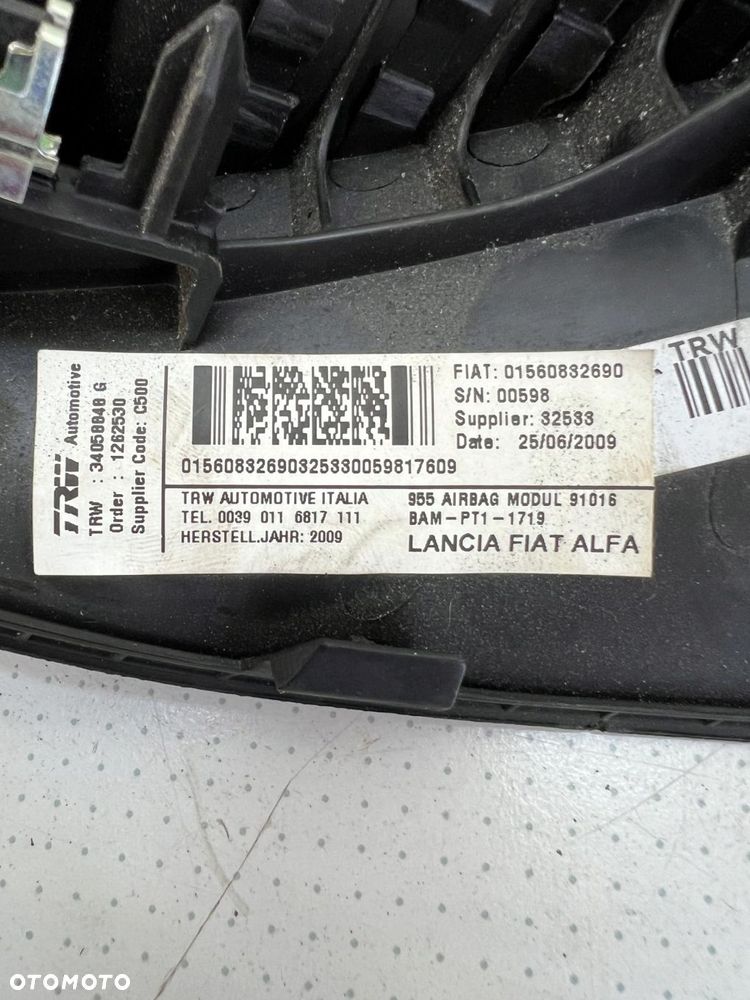 TRW Automotive
TRW : 34058848 G
Order : 1262530
Supplier Code: C500
FIAT: 01560832690
S/N: 00598
Supplier: 32533
Date: 25/06/2009
01560832690325330059817609
TRW AUTOMOTIVE ITALIA
TEL. 0039 011 6817 111
HERSTELL.JAHR: 2009
955 AIRBAG MODUL 91016
BAM-PT1-1719
LANCIA FIAT ALFA
TRW
OTOMOTO